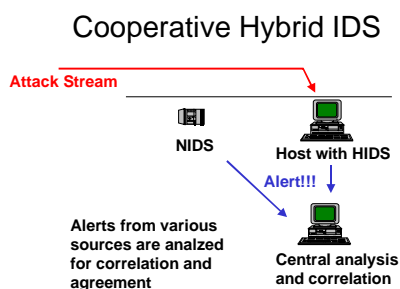 Cooperative Hybrid IDS
Attack Stream
NIDS
Host with HIDS
Alert!!!
Alerts from various
sources are analzed
for correlation and
agreement
Central analysis
and correlation